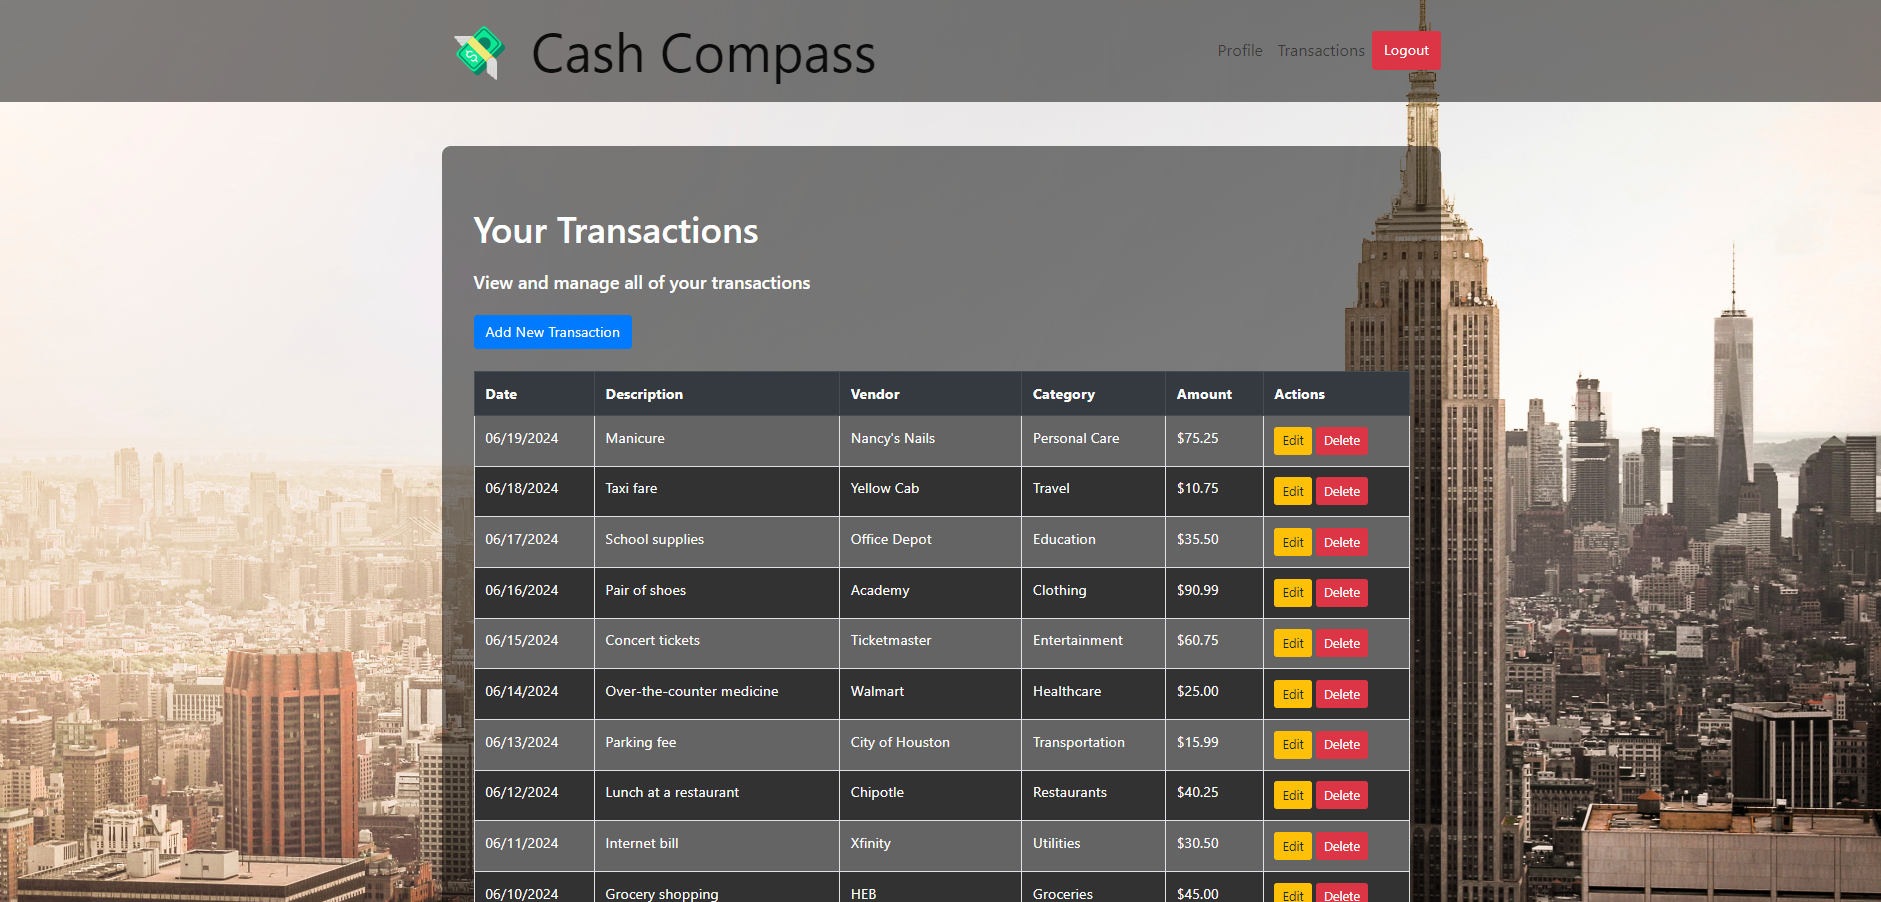 Cash Compass
Profile Transactions Logout
Your Transactions
View and manage all of your transactions
Add New Transaction
Date Description Vendor Category Amount Actions
06/19/2024 Manicure Nancy's Nails Personal Care $75.25 Edit Delete
06/18/2024 Taxi fare Yellow Cab Travel $10.75 Edit Delete
06/17/2024 School supplies Office Depot Education $35.50 Edit Delete
06/16/2024 Pair of shoes Academy Clothing $90.99 Edit Delete
06/15/2024 Concert tickets Ticketmaster Entertainment $60.75 Edit Delete
06/14/2024 Over-the-counter medicine Walmart Healthcare $25.00 Edit Delete
06/13/2024 Parking fee City of Houston Transportation $15.99 Edit Delete
06/12/2024 Lunch at a restaurant Chipotle Restaurants $40.25 Edit Delete
06/11/2024 Internet bill Xfinity Utilities $30.50 Edit Delete
06/10/2024 Grocery shopping HEB Groceries $45.00 Edit Delete